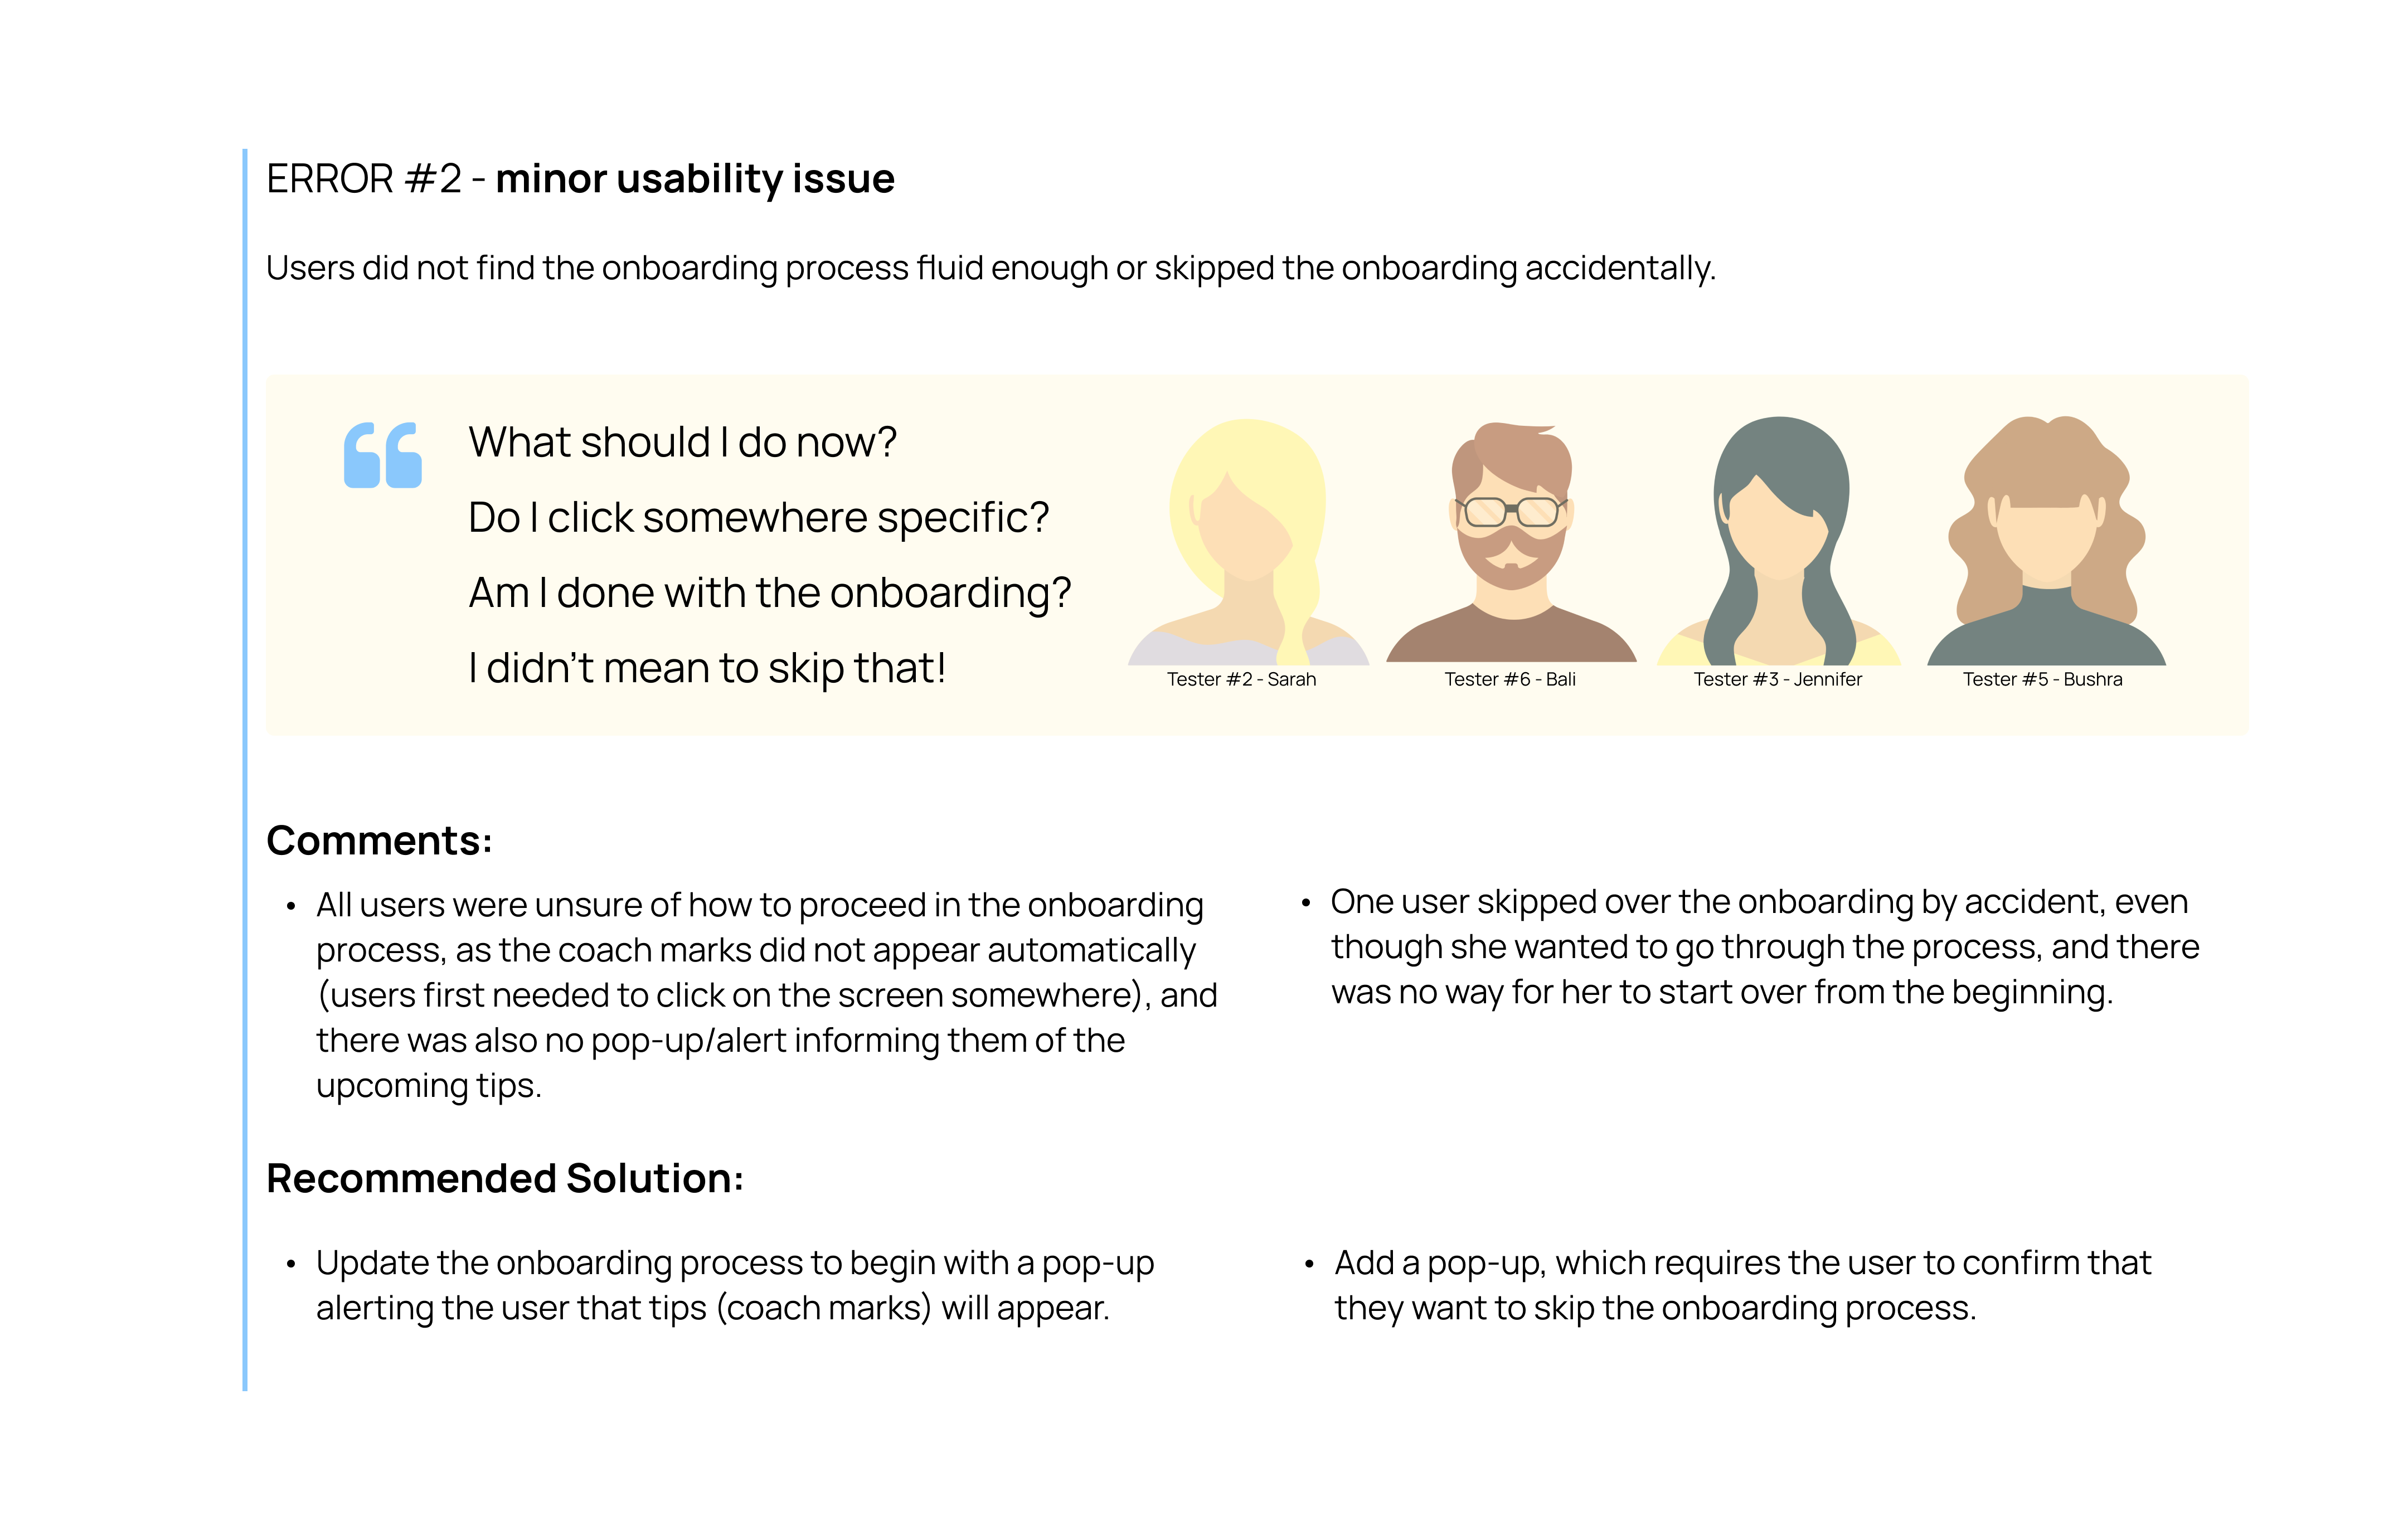 ERROR #2 - minor usability issue
Users did not find the onboarding process fluid enough or skipped the onboarding accidentally.
What should I do now?
Do I click somewhere specific?
Am I done with the onboarding?
I didn’t mean to skip that!
Tester #2 - Sarah
Tester #6 - Bali
Tester #3 - Jennifer
Tester #5 - Bushra
Comments:
• All users were unsure of how to proceed in the onboarding
process, as the coach marks did not appear automatically
(users first needed to click on the screen somewhere), and
there was also no pop-up/alert informing them of the
upcoming tips.
• One user skipped over the onboarding by accident, even
though she wanted to go through the process, and there
was no way for her to start over from the beginning.
Recommended Solution:
• Update the onboarding process to begin with a pop-up
alerting the user that tips (coach marks) will appear.
• Add a pop-up, which requires the user to confirm that
they want to skip the onboarding process.